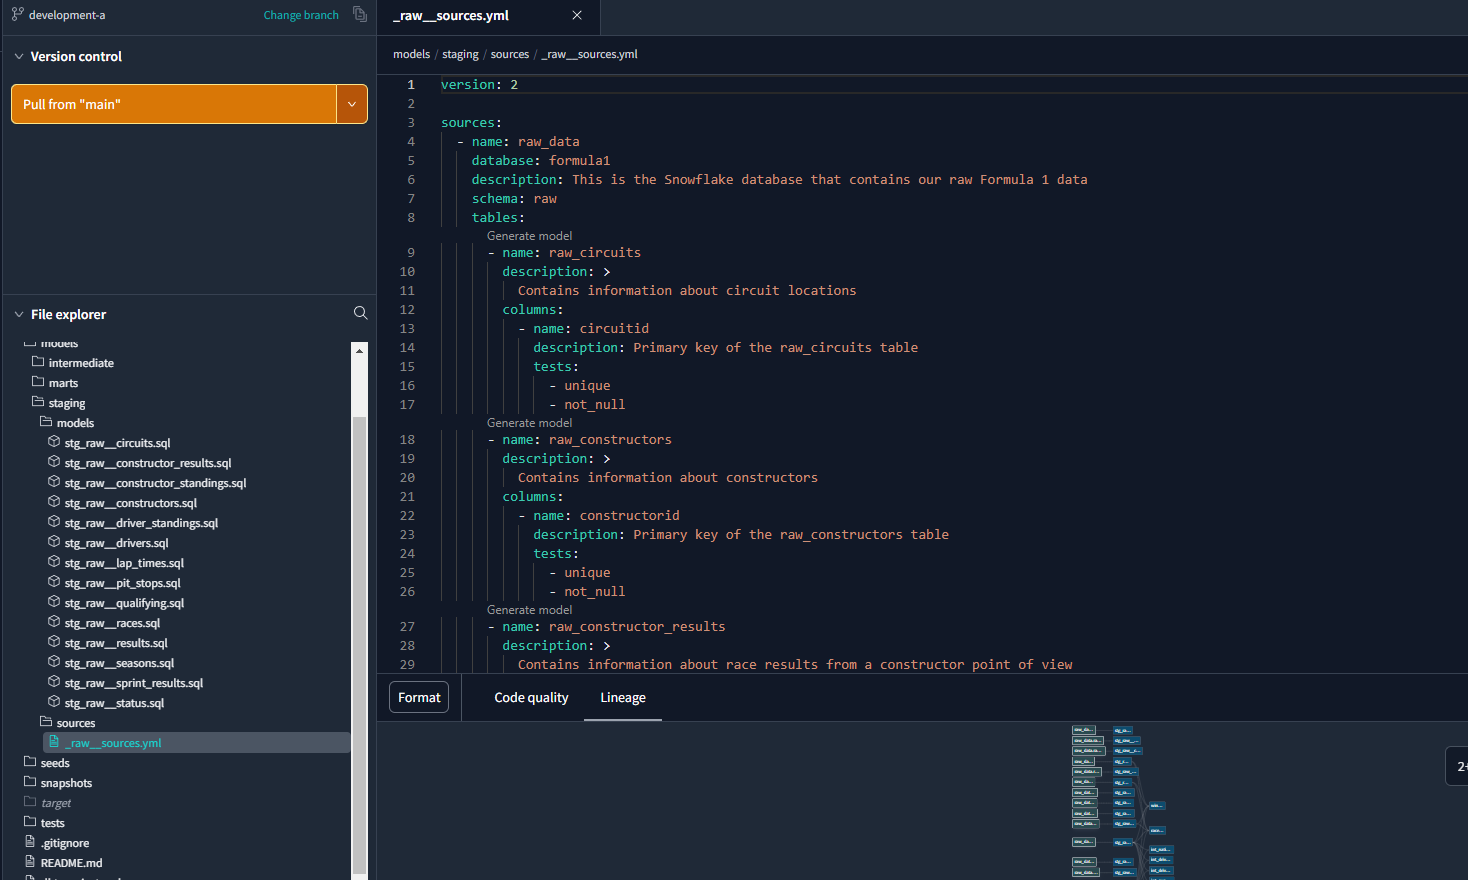 development-a
Change branch
Version control
Pull from "main"
File explorer
models
intermediate
marts
staging
models
stg_raw__circuits.sql
stg_raw__constructor_results.sql
stg_raw__constructor_standings.sql
stg_raw__constructors.sql
stg_raw__driver_standings.sql
stg_raw__drivers.sql
stg_raw__lap_times.sql
stg_raw__pit_stops.sql
stg_raw__qualifying.sql
stg_raw__races.sql
stg_raw__results.sql
stg_raw__seasons.sql
stg_raw__sprint_results.sql
stg_raw__status.sql
sources
_raw__sources.yml
seeds
snapshots
target
tests
.gitignore
README.md
_raw__sources.yml
models / staging / sources / _raw__sources.yml
1 version: 2
2
3 sources:
4 - name: raw_data
5 database: formula1
6 description: This is the Snowflake database that contains our raw Formula 1 data
7 schema: raw
8 tables:
Generate model
9 - name: raw_circuits
10 description: >
11 Contains information about circuit locations
12 columns:
13 - name: circuitid
14 description: Primary key of the raw_circuits table
15 tests:
16 - unique
17 - not_null
Generate model
18 - name: raw_constructors
19 description: >
20 Contains information about constructors
21 columns:
22 - name: constructorid
23 description: Primary key of the raw_constructors table
24 tests:
25 - unique
26 - not_null
Generate model
27 - name: raw_constructor_results
28 description: >
29 Contains information about race results from a constructor point of view
Format
Code quality
Lineage